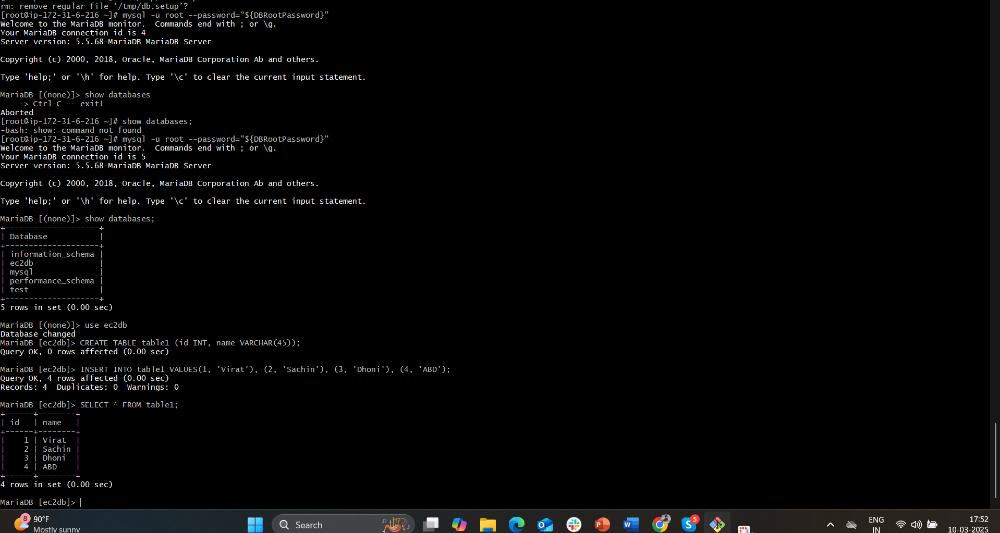 rm: remove regular file ‘/tmp/db.setup’?
[root@ip-172-31-6-216 ~]# mysql -u root --password="${DBRootPassword}"
Welcome to the MariaDB monitor.  Commands end with ; or \g.
Your MariaDB connection id is 4
Server version: 5.5.68-MariaDB MariaDB Server

Copyright (c) 2000, 2018, Oracle, MariaDB Corporation Ab and others.

Type 'help;' or '\h' for help. Type '\c' to clear the current input statement.

MariaDB [(none)]> show databases
    -> Ctrl-C -- exit!
Aborted
[root@ip-172-31-6-216 ~]# show databases;
-bash: show: command not found
[root@ip-172-31-6-216 ~]# mysql -u root --password="${DBRootPassword}"
Welcome to the MariaDB monitor.  Commands end with ; or \g.
Your MariaDB connection id is 5
Server version: 5.5.68-MariaDB MariaDB Server

Copyright (c) 2000, 2018, Oracle, MariaDB Corporation Ab and others.

Type 'help;' or '\h' for help. Type '\c' to clear the current input statement.

MariaDB [(none)]> show databases;
+--------------------+
| Database           |
+--------------------+
| information_schema |
| ec2db              |
| mysql              |
| performance_schema |
| test               |
+--------------------+
5 rows in set (0.00 sec)

MariaDB [(none)]> use ec2db
Database changed
MariaDB [ec2db]> CREATE TABLE table1 (id INT, name VARCHAR(45));
Query OK, 0 rows affected (0.00 sec)

MariaDB [ec2db]> INSERT INTO table1 VALUES(1, 'Virat'), (2, 'Sachin'), (3, 'Dhoni'), (4, 'ABD');
Query OK, 4 rows affected (0.00 sec)
Records: 4  Duplicates: 0  Warnings: 0

MariaDB [ec2db]> SELECT * FROM table1;
+------+--------+
| id   | name   |
+------+--------+
|    1 | Virat  |
|    2 | Sachin |
|    3 | Dhoni  |
|    4 | ABD    |
+------+--------+
4 rows in set (0.00 sec)

MariaDB [ec2db]>
8
90°F
Mostly sunny
Search
5
ENG
IN
17:52
10-03-2025